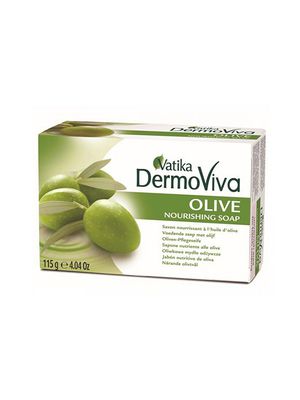 Vatika
DermoViva
OLIVE
NOURISHING SOAP
Savon nourrissant à l'huile d'olive
Voedende zeep met olijf
Oliven-Pflegeseife
Sapone nutriente alle olive
Oliwkowe mydło odżywcze
Jabón nutritivo de oliva
Närande olivtvål
115 g ℮ 4.04 Oz